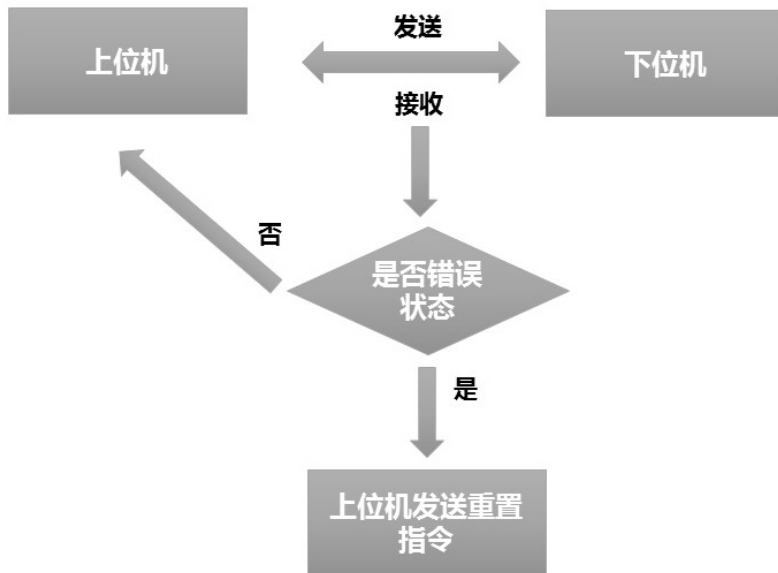 发送
上位机
下位机
接收
否
是否错误
状态
是
上位机发送重置
指令